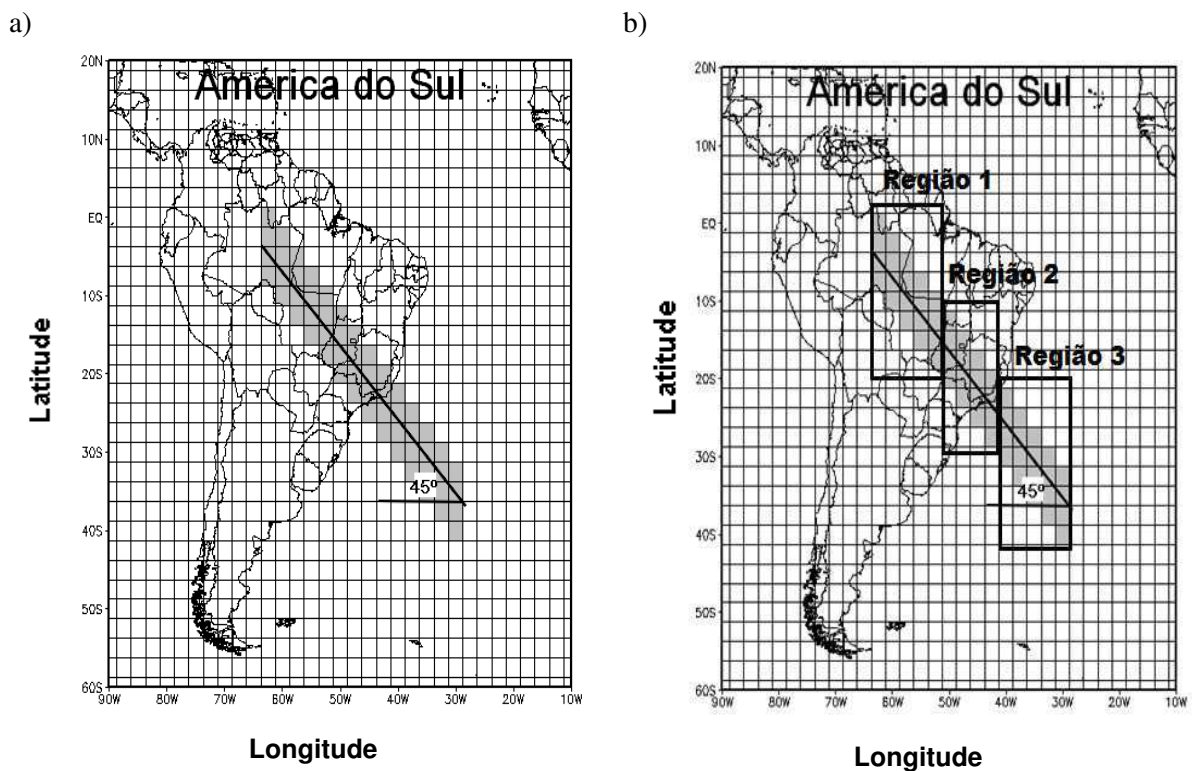 a)
América do Sul
20N
10N
EQ
10S
20S
30S
40S
50S
60S
Latitude
45º
90W 80W 70W 60W 50W 40W 30W 20W 10W
Longitude
b)
América do Sul
20N
10N
EQ
10S
20S
30S
40S
50S
60S
Latitude
Região 1
Região 2
Região 3
45º
90W 80W 70W 60W 50W 40W 30W 20W 10W
Longitude